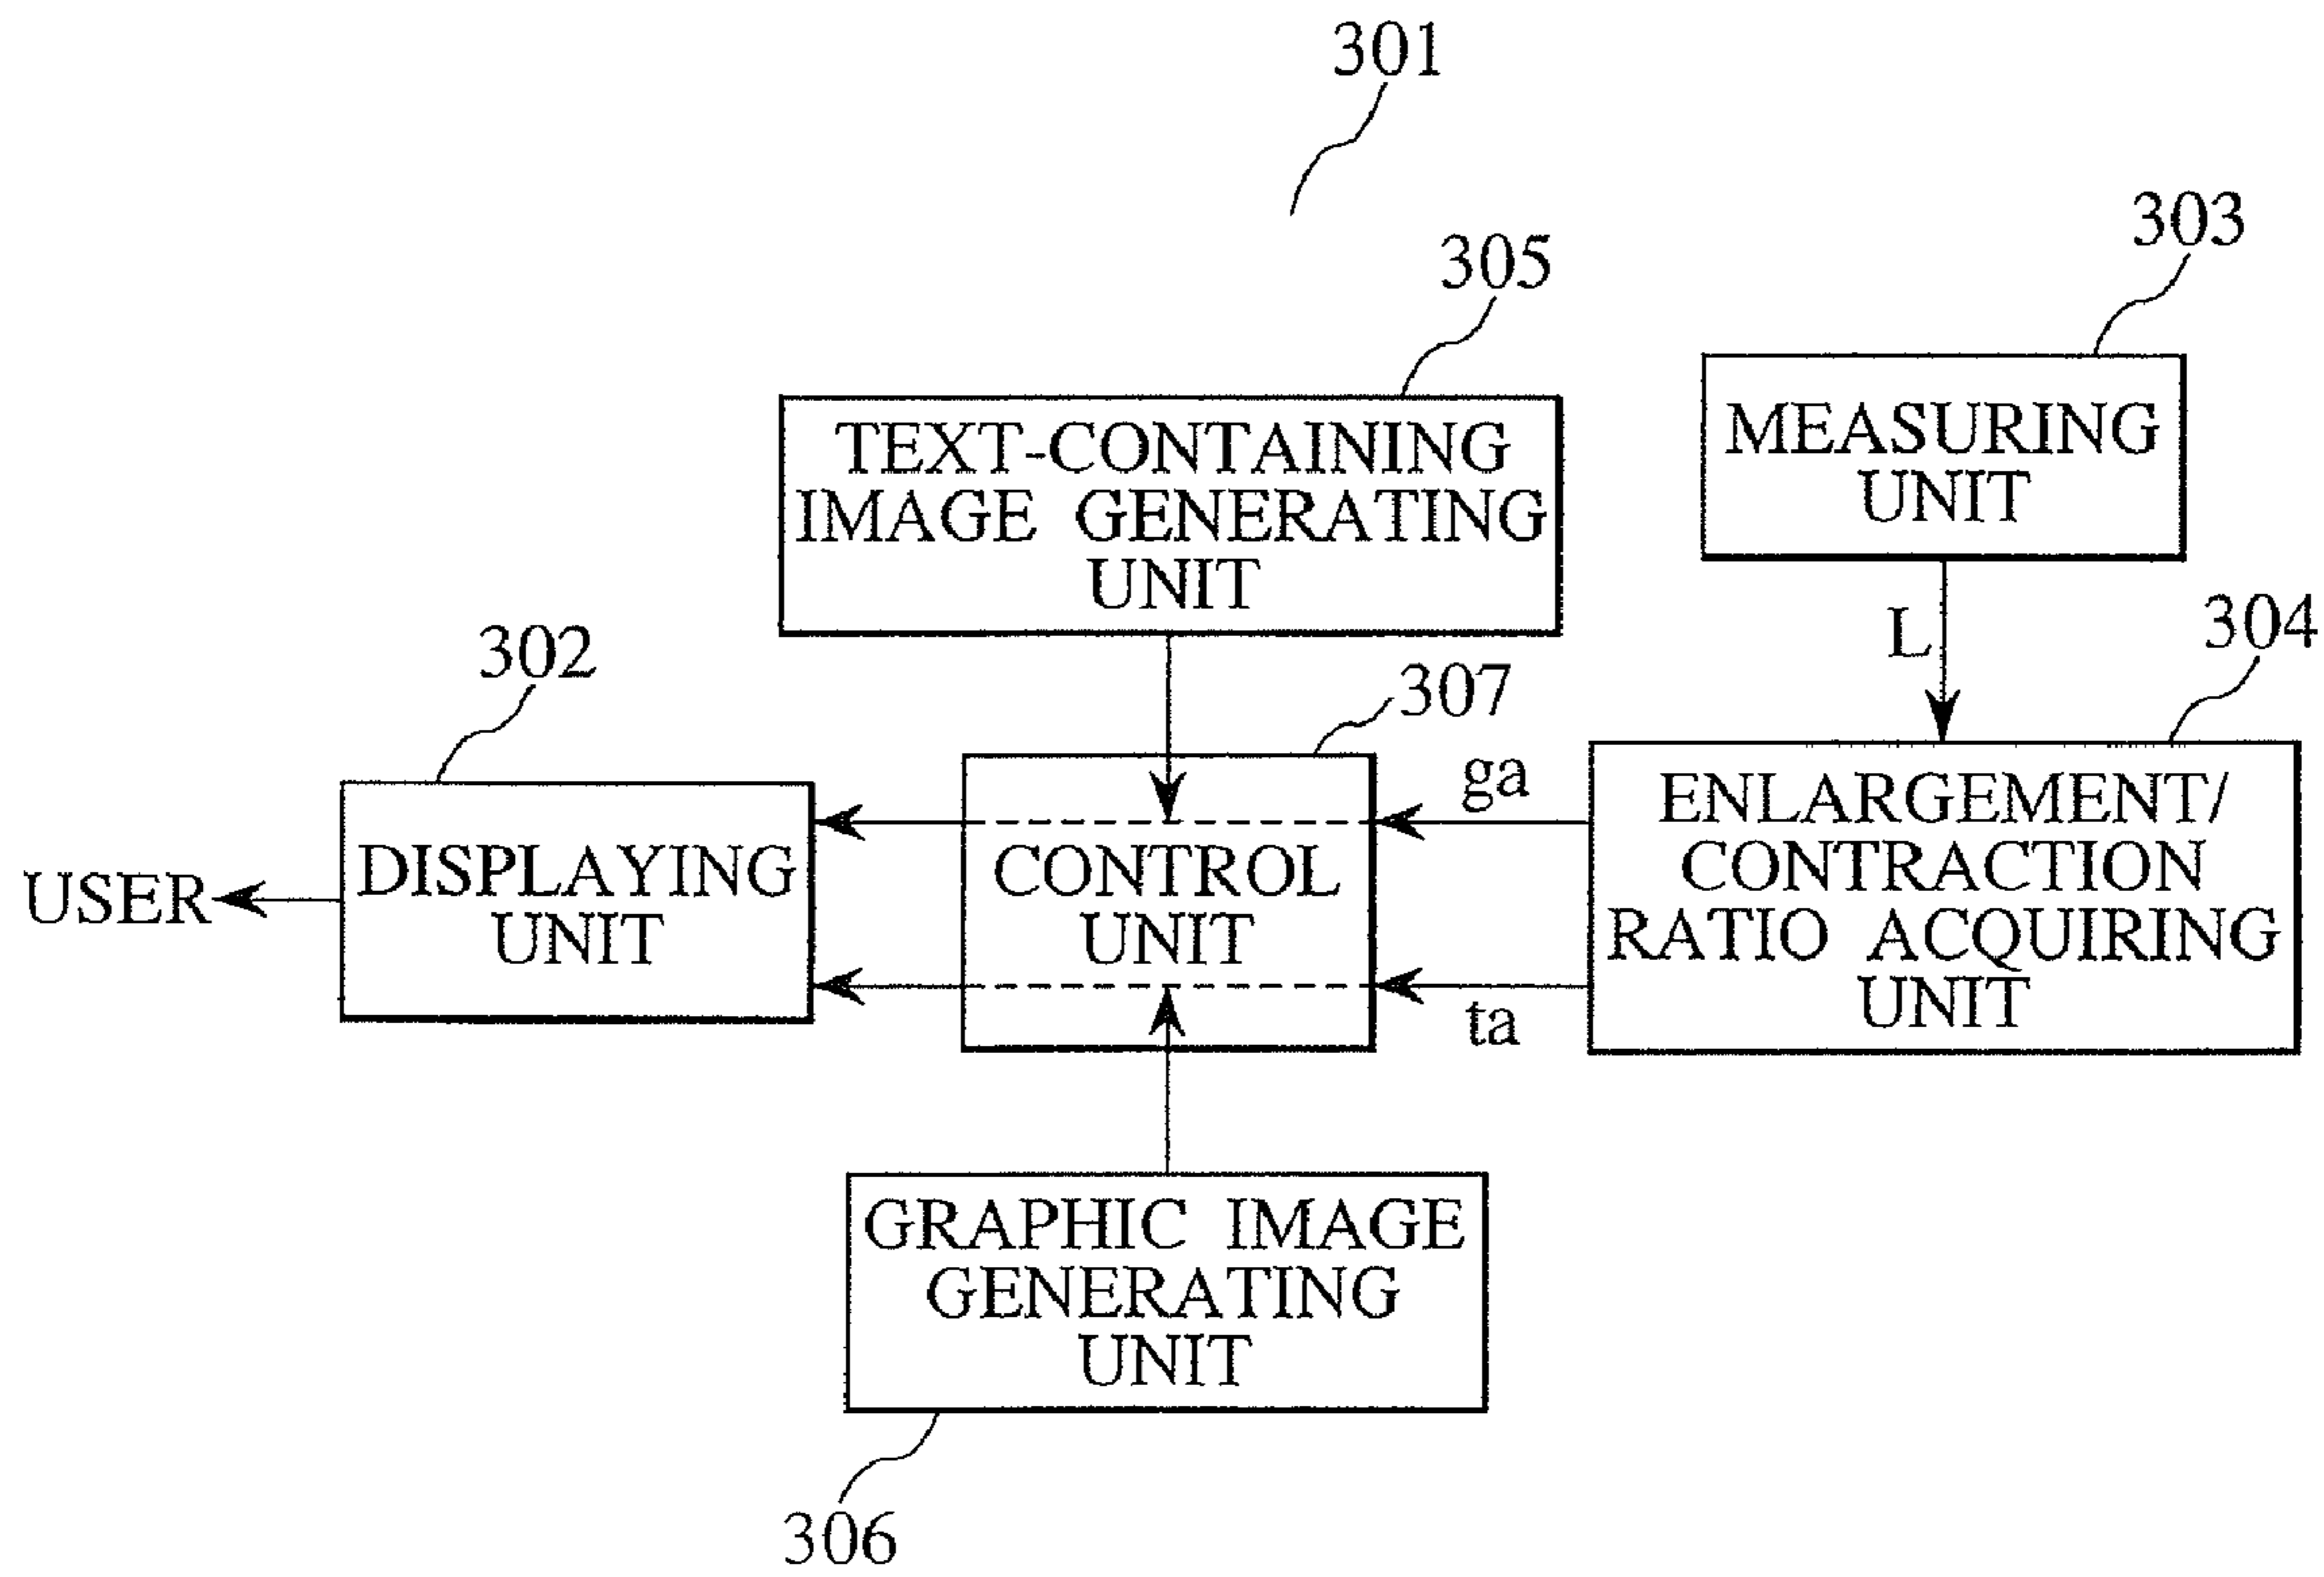 301
303
305
MEASURING
UNIT
TEXT-CONTAINING
IMAGE GENERATING
UNIT
L
304
302
307
ga
ENLARGEMENT/
CONTRACTION
RATIO ACQUIRING
UNIT
USER
DISPLAYING
UNIT
CONTROL
UNIT
ta
GRAPHIC IMAGE
GENERATING
UNIT
306